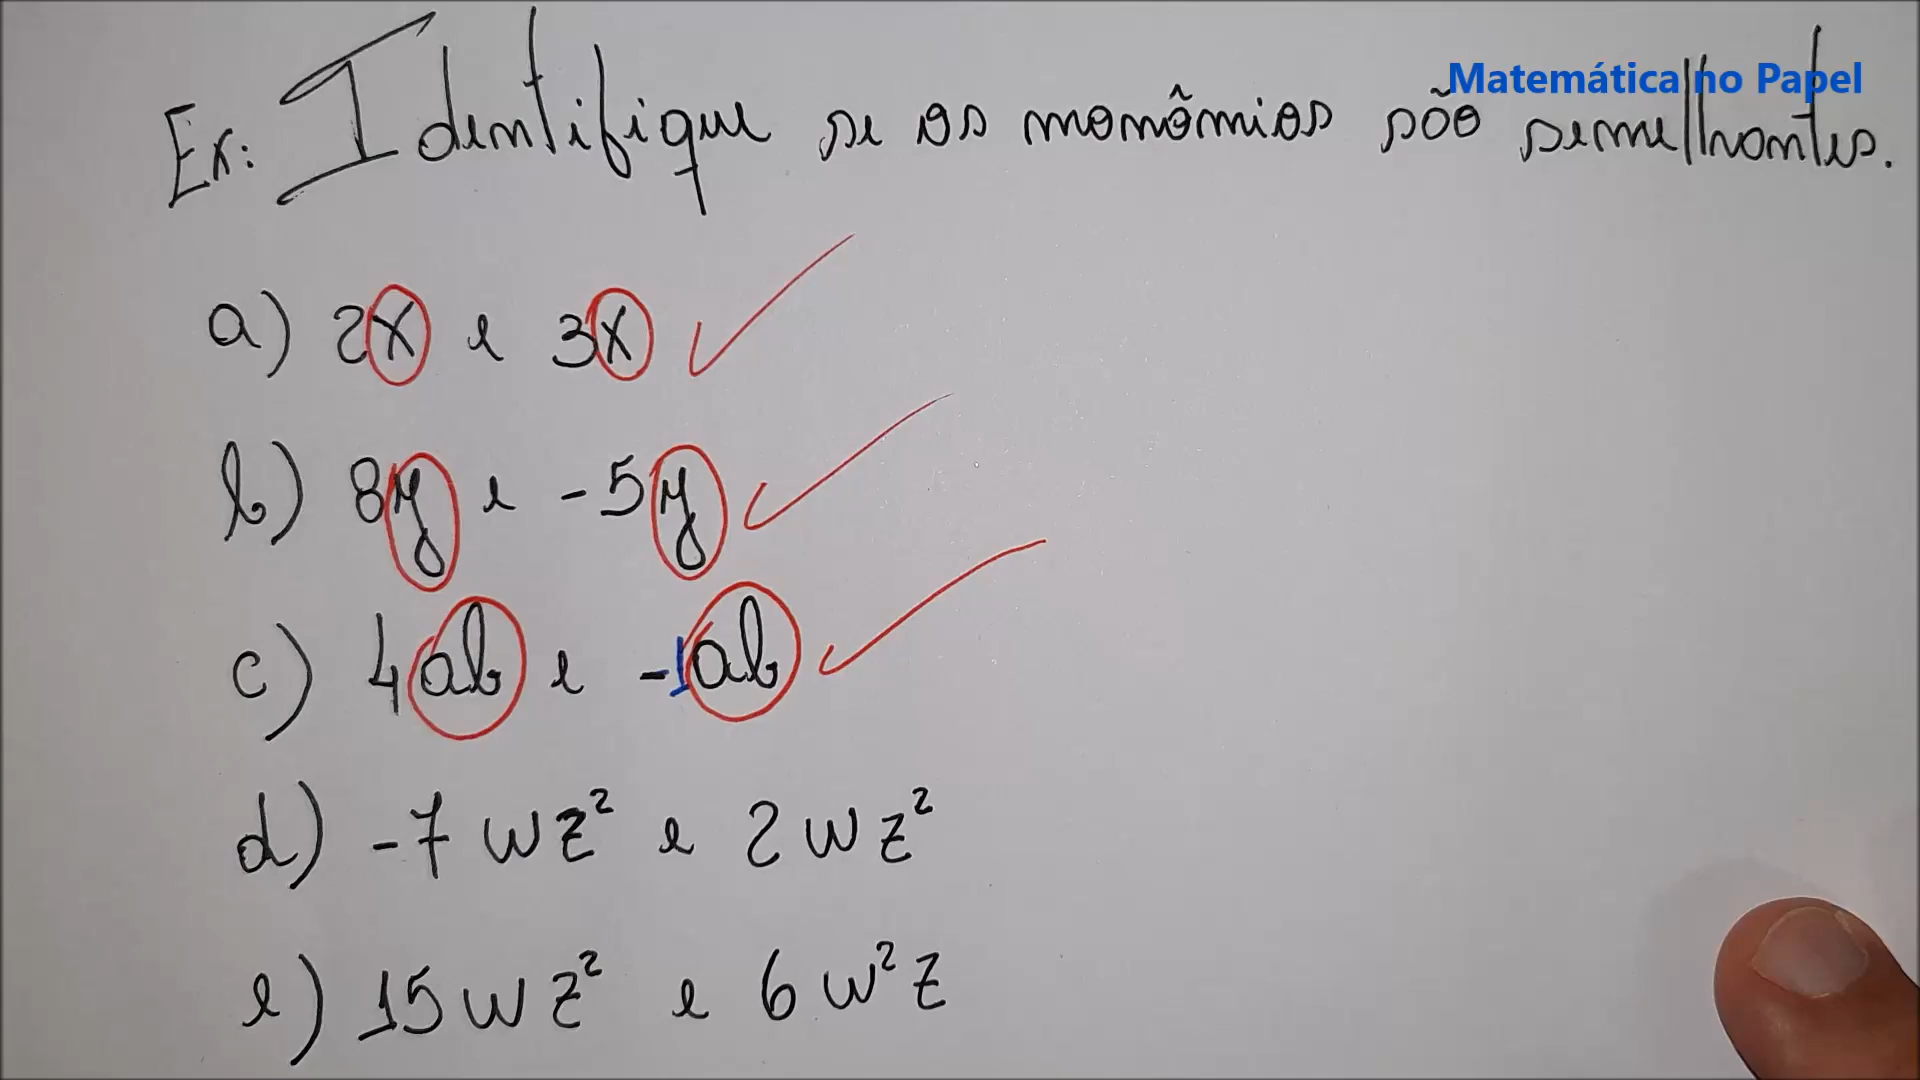 Matemática no Papel
Ex: Identifique se os monômios são semelhantes.
a) 2x e 3x
b) 8y e -5y
c) 4ab e -1ab
d) -7wz²  e 2wz²
e) 15wz² e 6w²z